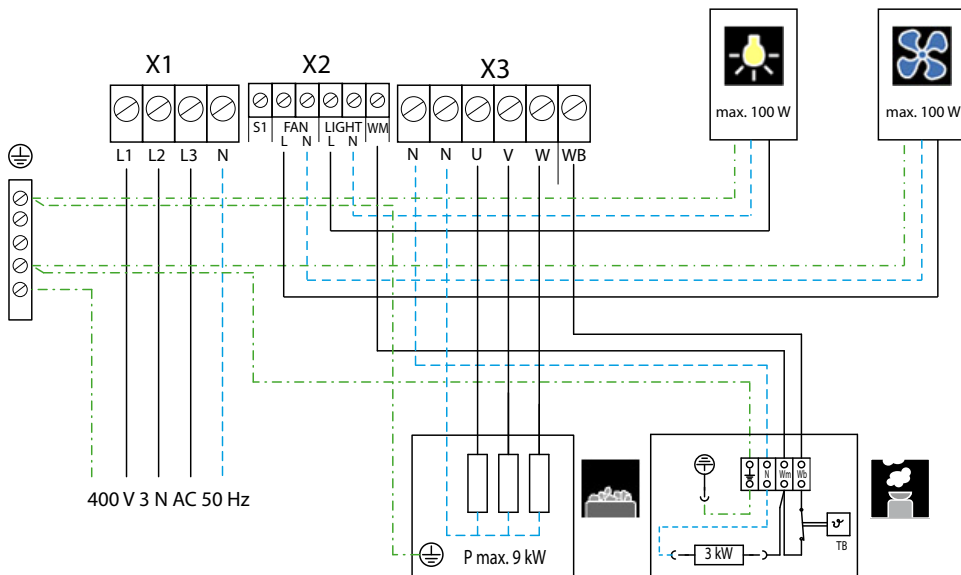 X1 X2 X3
max. 100 W max. 100 W
S1 FAN LIGHT WM
L N L N
L1 L2 L3 N
N N U V W WB
N Wm Wb
400 V 3 N AC 50 Hz
P max. 9 kW
3 kW
ϑ
TB